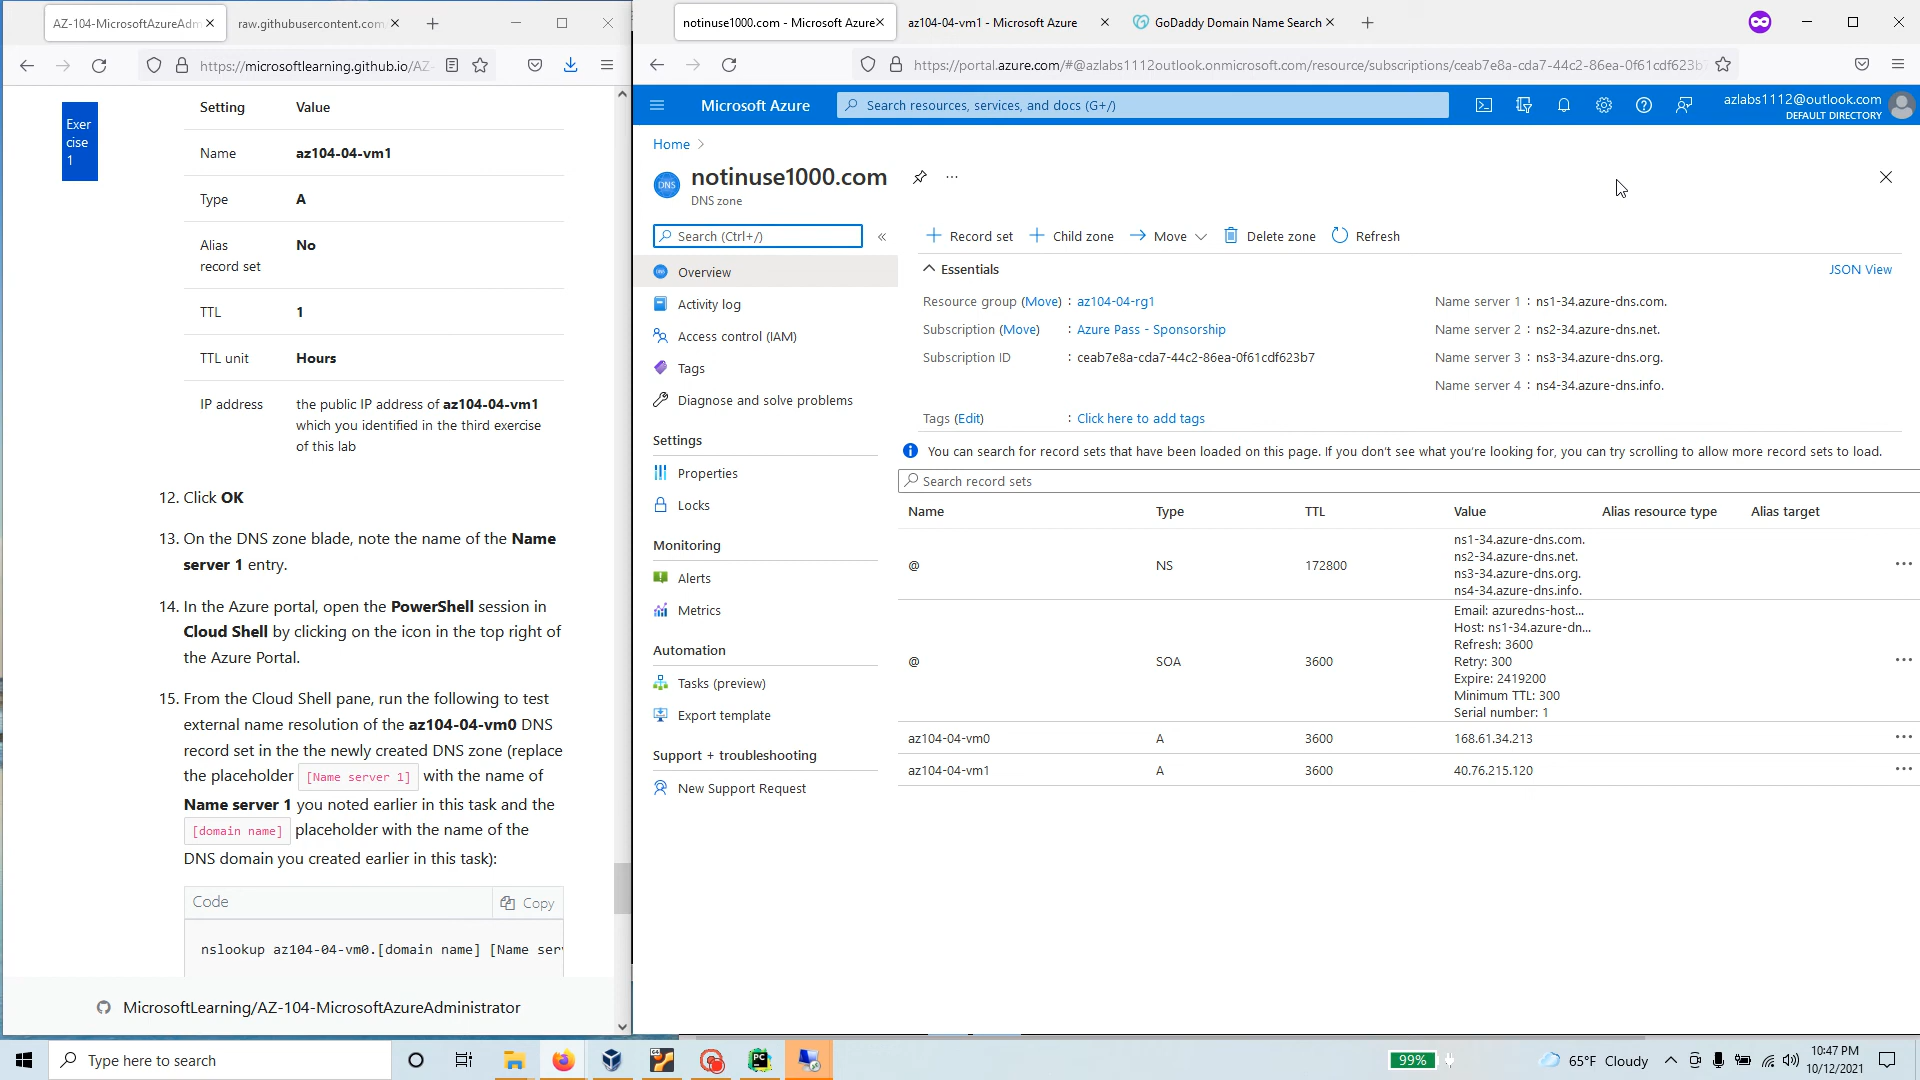 AZ-104-MicrosoftAzureAdm
raw.githubusercontent.com
https://microsoftlearning.github.io/AZ-
Exer
cise
1
Setting Value
Name az104-04-vm1
Type A
Alias
record set No
TTL 1
TTL unit Hours
IP address the public IP address of az104-04-vm1
which you identified in the third exercise
of this lab
12. Click OK
13. On the DNS zone blade, note the name of the Name
server 1 entry.
14. In the Azure portal, open the PowerShell session in
Cloud Shell by clicking on the icon in the top right of
the Azure Portal.
15. From the Cloud Shell pane, run the following to test
external name resolution of the az104-04-vm0 DNS
record set in the the newly created DNS zone (replace
the placeholder [Name server 1] with the name of
Name server 1 you noted earlier in this task and the
[domain name] placeholder with the name of the
DNS domain you created earlier in this task):
Code Copy
nslookup az104-04-vm0.[domain name] [Name ser
MicrosoftLearning/AZ-104-MicrosoftAzureAdministrator
notinuse1000.com - Microsoft Azure
az104-04-vm1 - Microsoft Azure
GoDaddy Domain Name Search
https://portal.azure.com/#@azlabs1112outlook.onmicrosoft.com/resource/subscriptions/ceab7e8a-cda7-44c2-86ea-0f61cdf623b7
Microsoft Azure
Search resources, services, and docs (G+/)
azlabs1112@outlook.com
DEFAULT DIRECTORY
Home
DNS
notinuse1000.com ...
DNS zone
Search (Ctrl+/) «
Overview
Activity log
Access control (IAM)
Tags
Diagnose and solve problems
Settings
Properties
Locks
Monitoring
Alerts
Metrics
Automation
Tasks (preview)
Export template
Support + troubleshooting
New Support Request
Record set Child zone Move Delete zone Refresh
Essentials JSON View
Resource group (Move) : az104-04-rg1
Subscription (Move) : Azure Pass - Sponsorship
Subscription ID : ceab7e8a-cda7-44c2-86ea-0f61cdf623b7
Name server 1 : ns1-34.azure-dns.com.
Name server 2 : ns2-34.azure-dns.net.
Name server 3 : ns3-34.azure-dns.org.
Name server 4 : ns4-34.azure-dns.info.
Tags (Edit) : Click here to add tags
You can search for record sets that have been loaded on this page. If you don't see what you're looking for, you can try scrolling to allow more record sets to load.
Search record sets
Name Type TTL Value Alias resource type Alias target
@ NS 172800 ns1-34.azure-dns.com.
ns2-34.azure-dns.net.
ns3-34.azure-dns.org.
ns4-34.azure-dns.info. ...
@ SOA 3600 Email: azuredns-host...
Host: ns1-34.azure-dn...
Refresh: 3600
Retry: 300
Expire: 2419200
Minimum TTL: 300
Serial number: 1 ...
az104-04-vm0 A 3600 168.61.34.213 ...
az104-04-vm1 A 3600 40.76.215.120 ...
Type here to search
PC
99%
65°F Cloudy
10:47 PM
10/12/2021